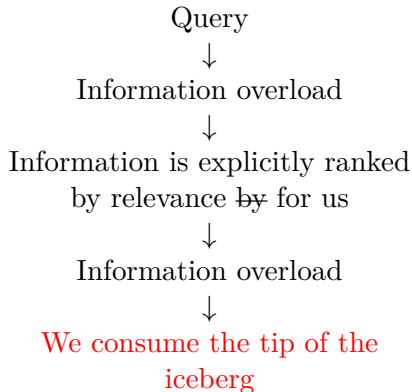 Query
↓
Information overload
↓
Information is explicitly ranked
by relevance by for us
↓
Information overload
↓
We consume the tip of the
iceberg